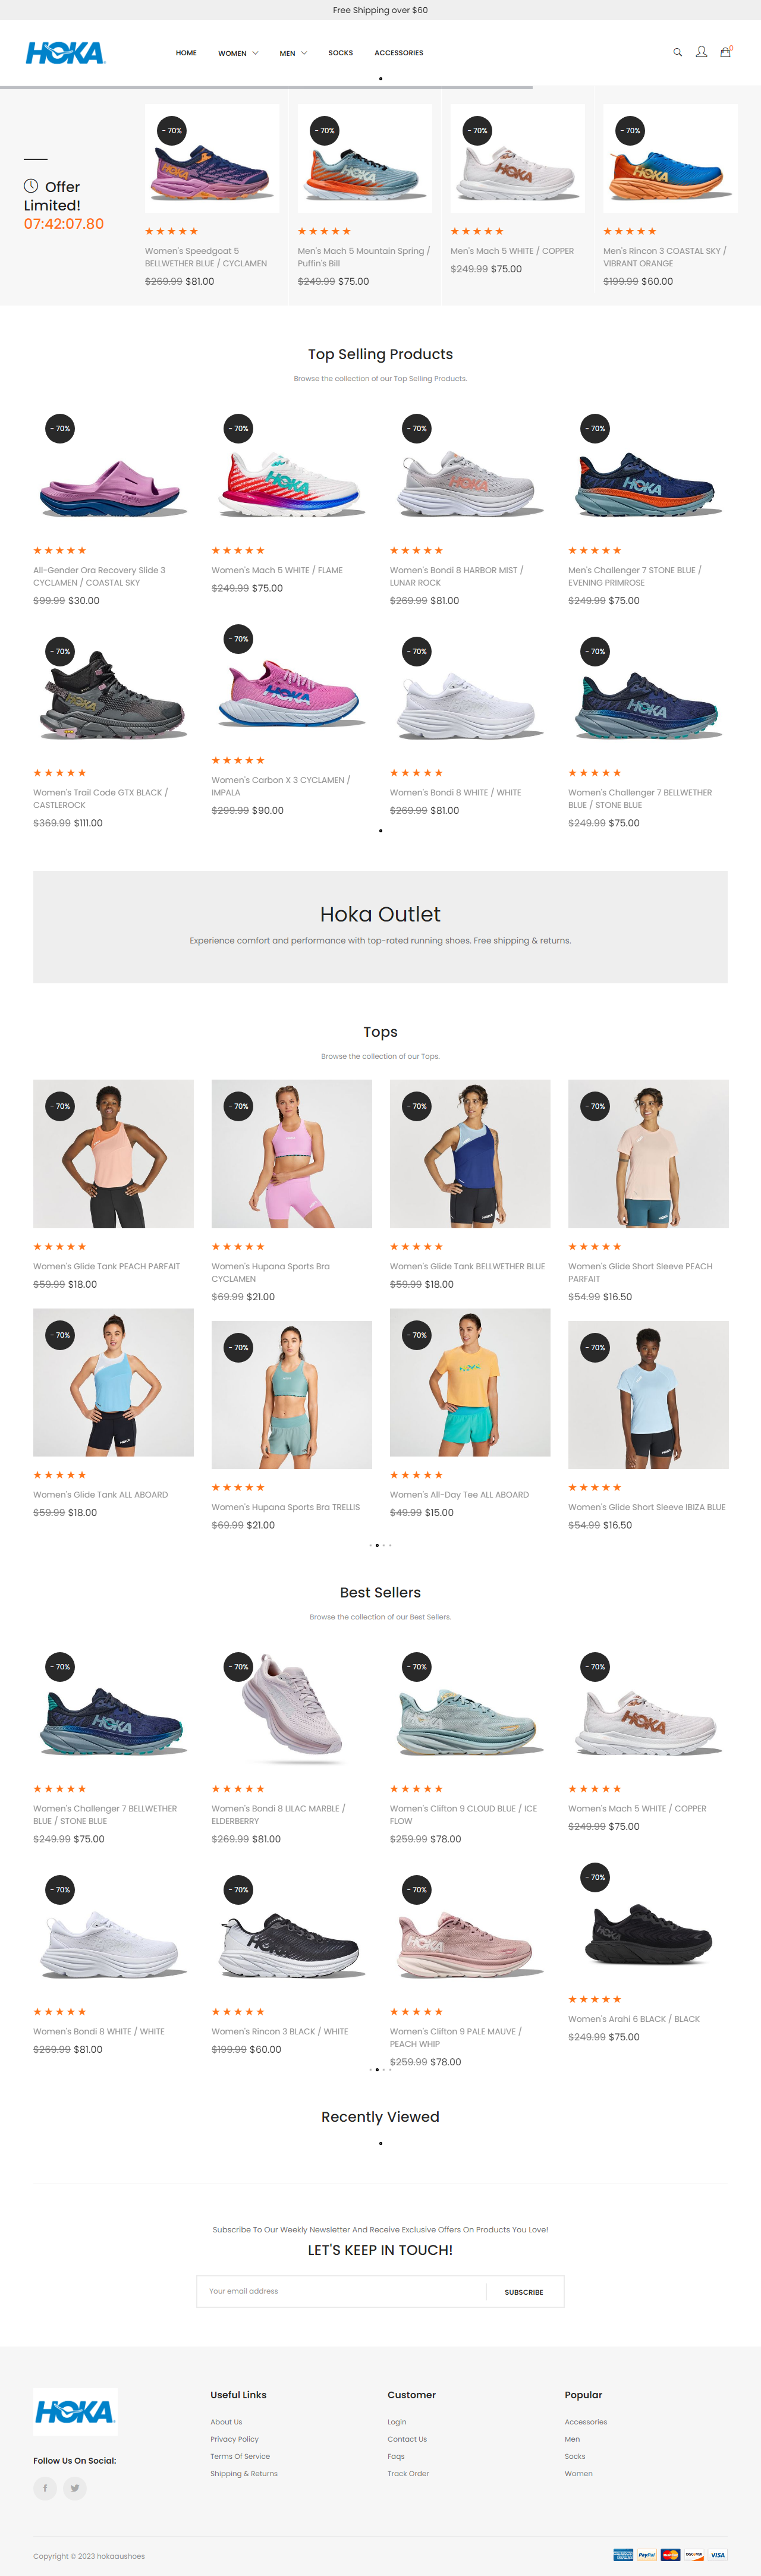 Free Shipping over $60
HOKA
HOME WOMEN MEN SOCKS ACCESSORIES
0
Offer
Limited!
07:42:07.80
- 70% - 70% - 70% - 70%
Women's Speedgoat 5
BELLWETHER BLUE / CYCLAMEN
$269.99 $81.00
Men's Mach 5 Mountain Spring /
Puffin's Bill
$249.99 $75.00
Men's Mach 5 WHITE / COPPER
$249.99 $75.00
Men's Rincon 3 COASTAL SKY /
VIBRANT ORANGE
$199.99 $60.00
Top Selling Products
Browse the collection of our Top Selling Products.
- 70% - 70% - 70% - 70%
All-Gender Ora Recovery Slide 3
CYCLAMEN / COASTAL SKY
$99.99 $30.00
Women's Mach 5 WHITE / FLAME
$249.99 $75.00
Women's Bondi 8 HARBOR MIST /
LUNAR ROCK
$269.99 $81.00
Men's Challenger 7 STONE BLUE /
EVENING PRIMROSE
$249.99 $75.00
- 70% - 70% - 70% - 70%
Women's Trail Code GTX BLACK /
CASTLEROCK
$369.99 $111.00
Women's Carbon X 3 CYCLAMEN /
IMPALA
$299.99 $90.00
Women's Bondi 8 WHITE / WHITE
$269.99 $81.00
Women's Challenger 7 BELLWETHER
BLUE / STONE BLUE
$249.99 $75.00
Hoka Outlet
Experience comfort and performance with top-rated running shoes. Free shipping & returns.
Tops
Browse the collection of our Tops.
- 70% - 70% - 70% - 70%
Women's Glide Tank PEACH PARFAIT
$59.99 $18.00
Women's Hupana Sports Bra
CYCLAMEN
$69.99 $21.00
Women's Glide Tank BELLWETHER BLUE
$59.99 $18.00
Women's Glide Short Sleeve PEACH
PARFAIT
$54.99 $16.50
- 70% - 70% - 70% - 70%
Women's Glide Tank ALL ABOARD
$59.99 $18.00
Women's Hupana Sports Bra TRELLIS
$69.99 $21.00
Women's All-Day Tee ALL ABOARD
$49.99 $15.00
Women's Glide Short Sleeve IBIZA BLUE
$54.99 $16.50
Best Sellers
Browse the collection of our Best Sellers.
- 70% - 70% - 70% - 70%
Women's Challenger 7 BELLWETHER
BLUE / STONE BLUE
$249.99 $75.00
Women's Bondi 8 LILAC MARBLE /
ELDERBERRY
$269.99 $81.00
Women's Clifton 9 CLOUD BLUE / ICE
FLOW
$259.99 $78.00
Women's Mach 5 WHITE / COPPER
$249.99 $75.00
- 70% - 70% - 70% - 70%
Women's Bondi 8 WHITE / WHITE
$269.99 $81.00
Women's Rincon 3 BLACK / WHITE
$199.99 $60.00
Women's Clifton 9 PALE MAUVE /
PEACH WHIP
$259.99 $78.00
Women's Arahi 6 BLACK / BLACK
$249.99 $75.00
Recently Viewed
Subscribe To Our Weekly Newsletter And Receive Exclusive Offers On Products You Love!
LET'S KEEP IN TOUCH!
Your email address SUBSCRIBE
HOKA
Follow Us On Social:
Useful Links
About Us
Privacy Policy
Terms Of Service
Shipping & Returns
Customer
Login
Contact Us
Faqs
Track Order
Popular
Accessories
Men
Socks
Women
Copyright © 2023 hokaaushoes
PayPal DISCOVER VISA